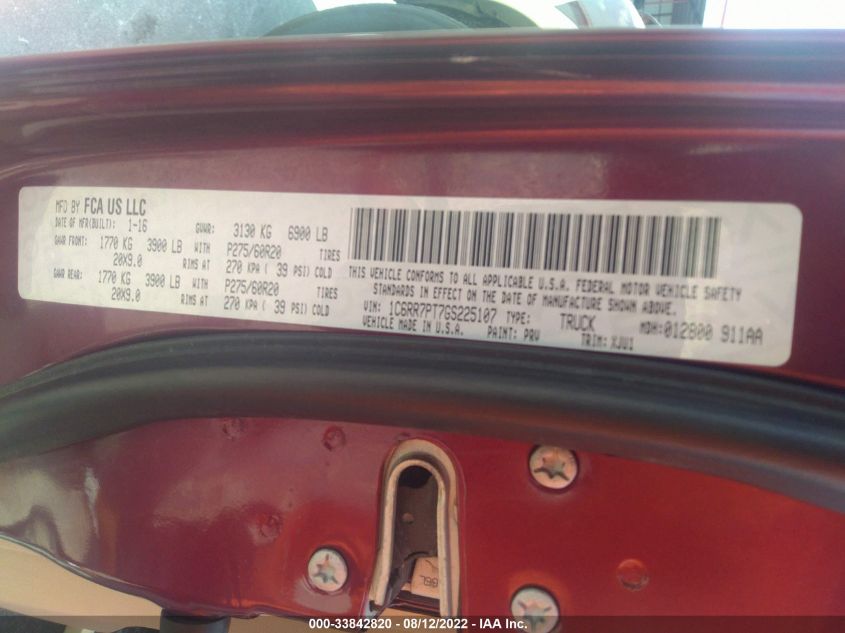 MFD BY FCA US LLC
DATE OF MFR(BUILT): 1-16 GVWR: 3130 KG 6900 LB
GAWR FRONT: 1770 KG 3900 LB WITH P275/60R20 TIRES
20X9.0 RIMS AT 270 KPA ( 39 PSI) COLD
GAWR REAR: 1770 KG 3900 LB WITH P275/60R20 TIRES
20X9.0 RIMS AT 270 KPA ( 39 PSI) COLD
THIS VEHICLE CONFORMS TO ALL APPLICABLE U.S.A. FEDERAL MOTOR VEHICLE SAFETY
STANDARDS IN EFFECT ON THE DATE OF MANUFACTURE SHOWN ABOVE.
VIN: 1C6RR7PT7GS225107 TYPE: TRUCK MDH: 012800 911AA
VEHICLE MADE IN U.S.A. PAINT: PRV TRIM: XJU1
000-33842820 - 08/12/2022 - IAA Inc.